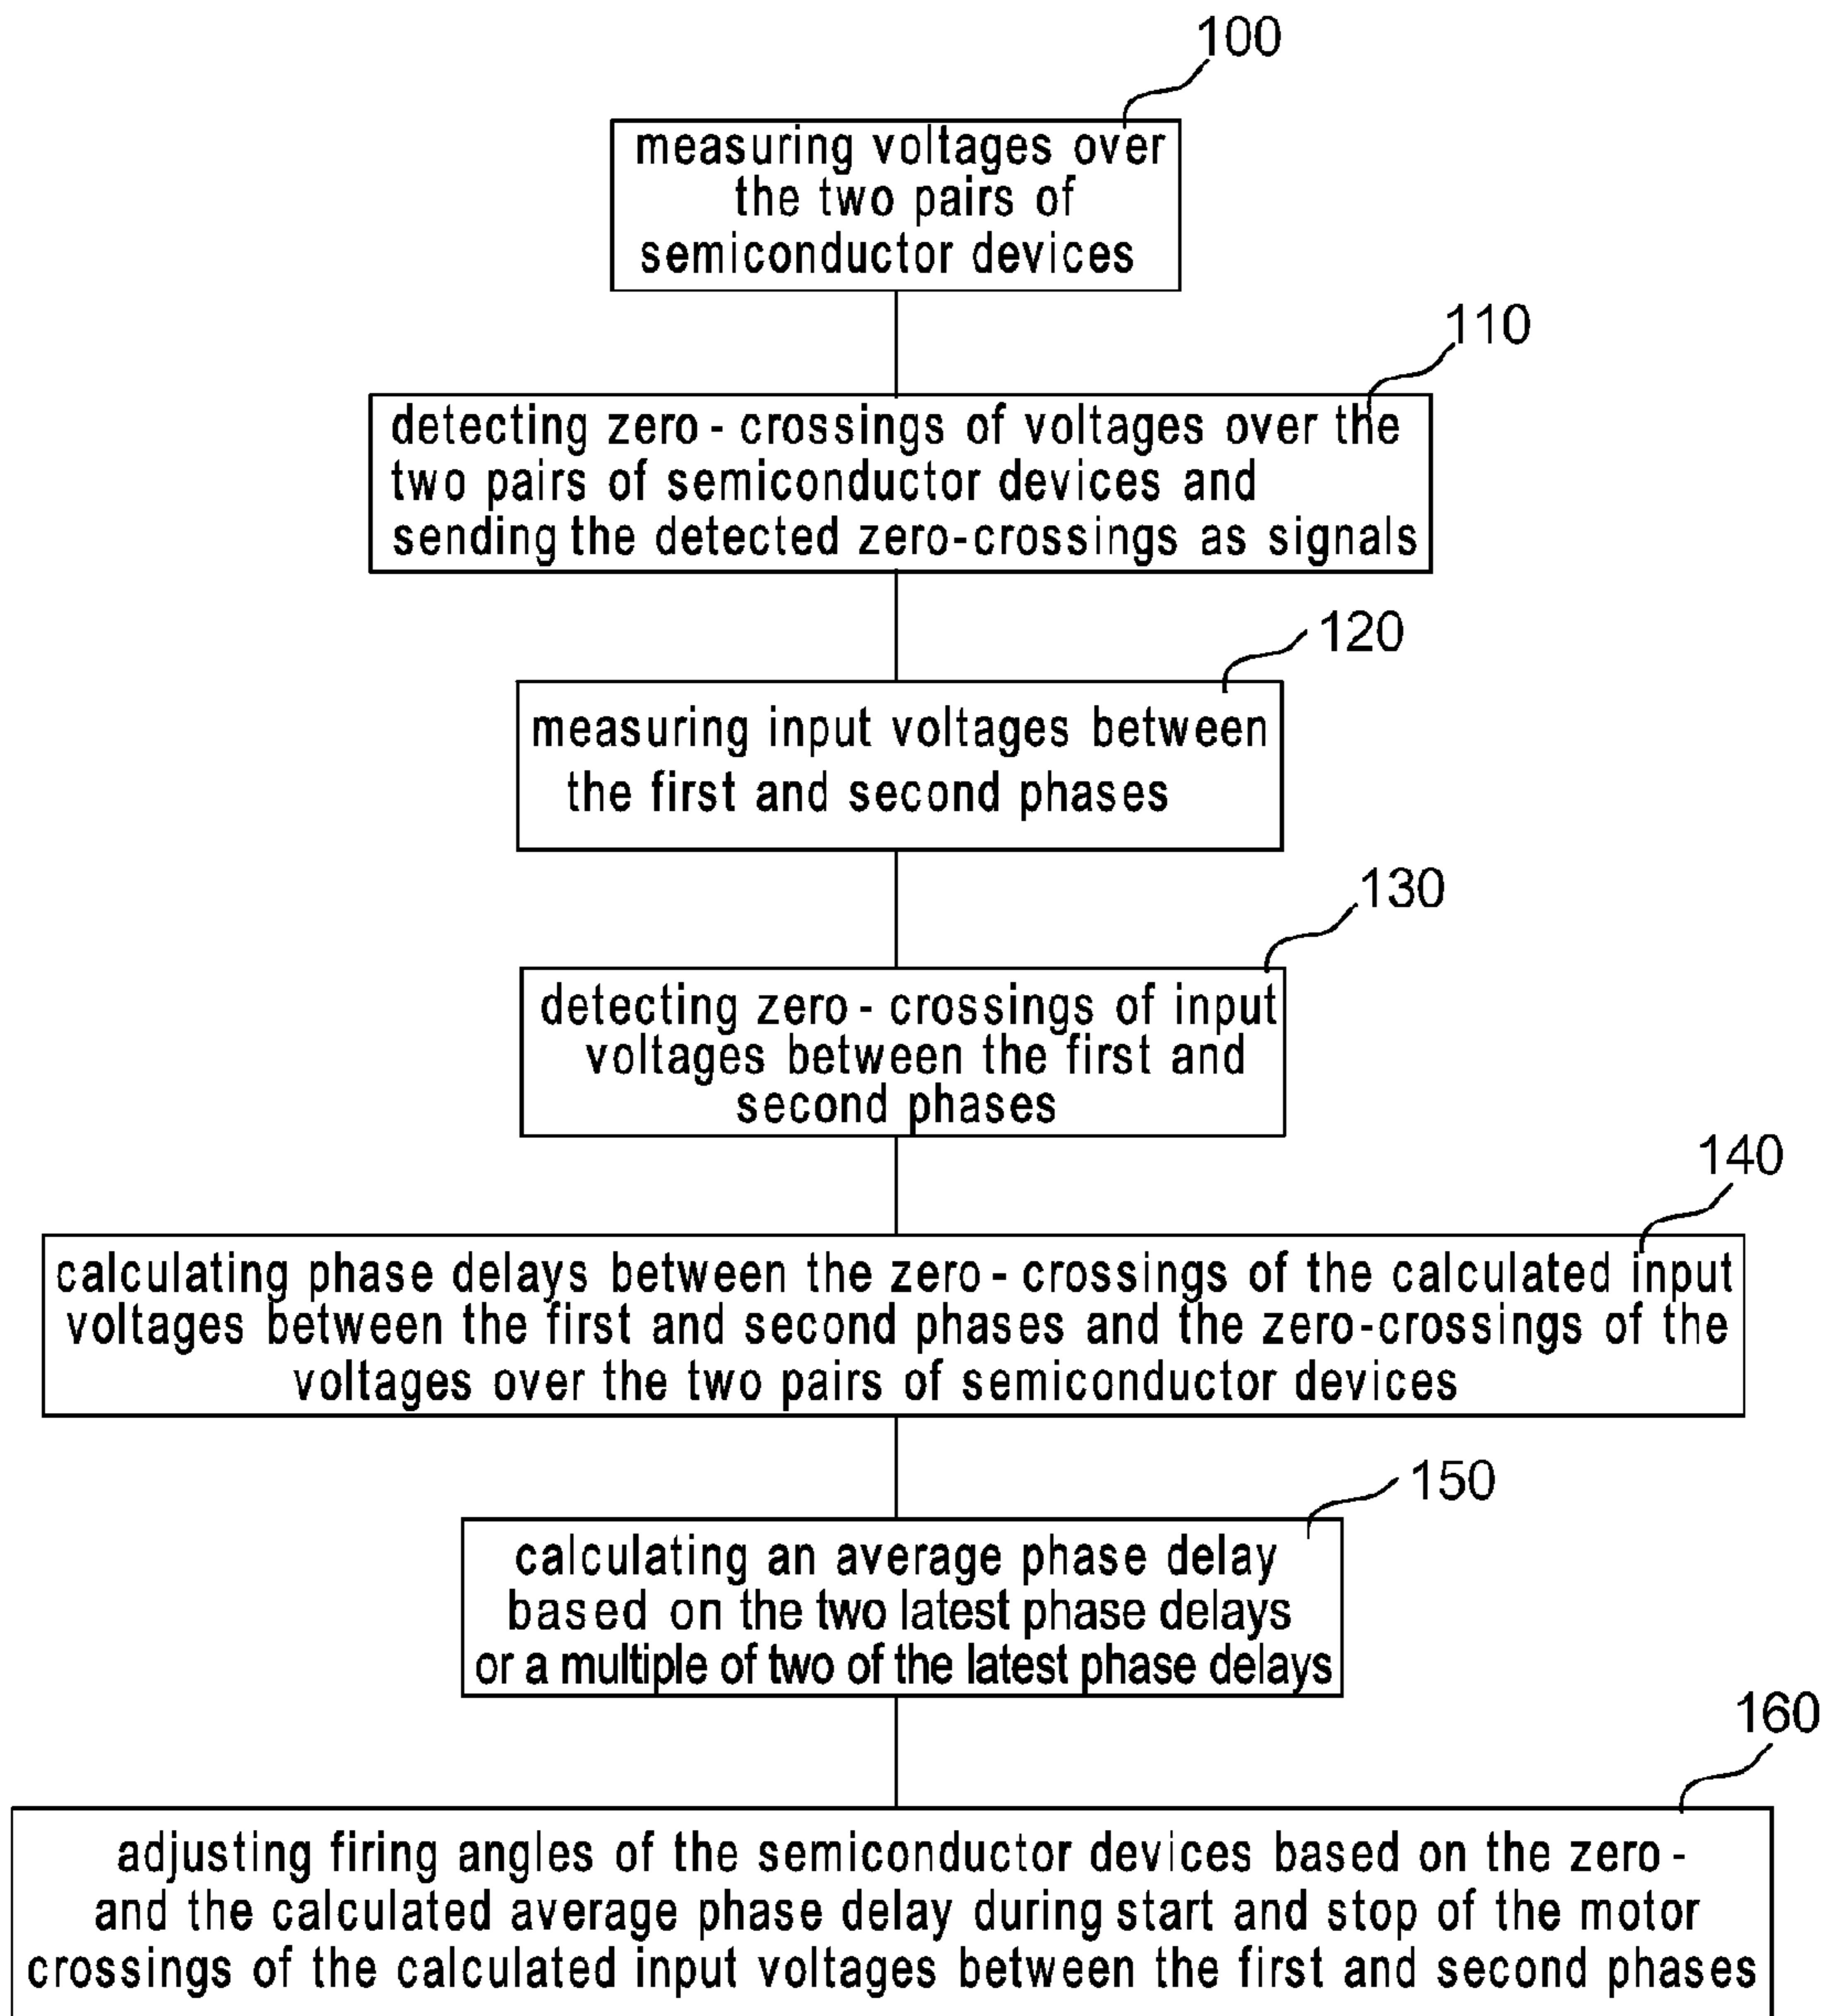 100
measuring voltages over
the two pairs of
semiconductor devices
110
detecting zero - crossings of voltages over the
two pairs of semiconductor devices and
sending the detected zero-crossings as signals
120
measuring input voltages between
the first and second phases
130
detecting zero - crossings of input
voltages between the first and
second phases
140
calculating phase delays between the zero - crossings of the calculated input
voltages between the first and second phases and the zero-crossings of the
voltages over the two pairs of semiconductor devices
150
calculating an average phase delay
based on the two latest phase delays
or a multiple of two of the latest phase delays
160
adjusting firing angles of the semiconductor devices based on the zero -
and the calculated average phase delay during start and stop of the motor
crossings of the calculated input voltages between the first and second phases